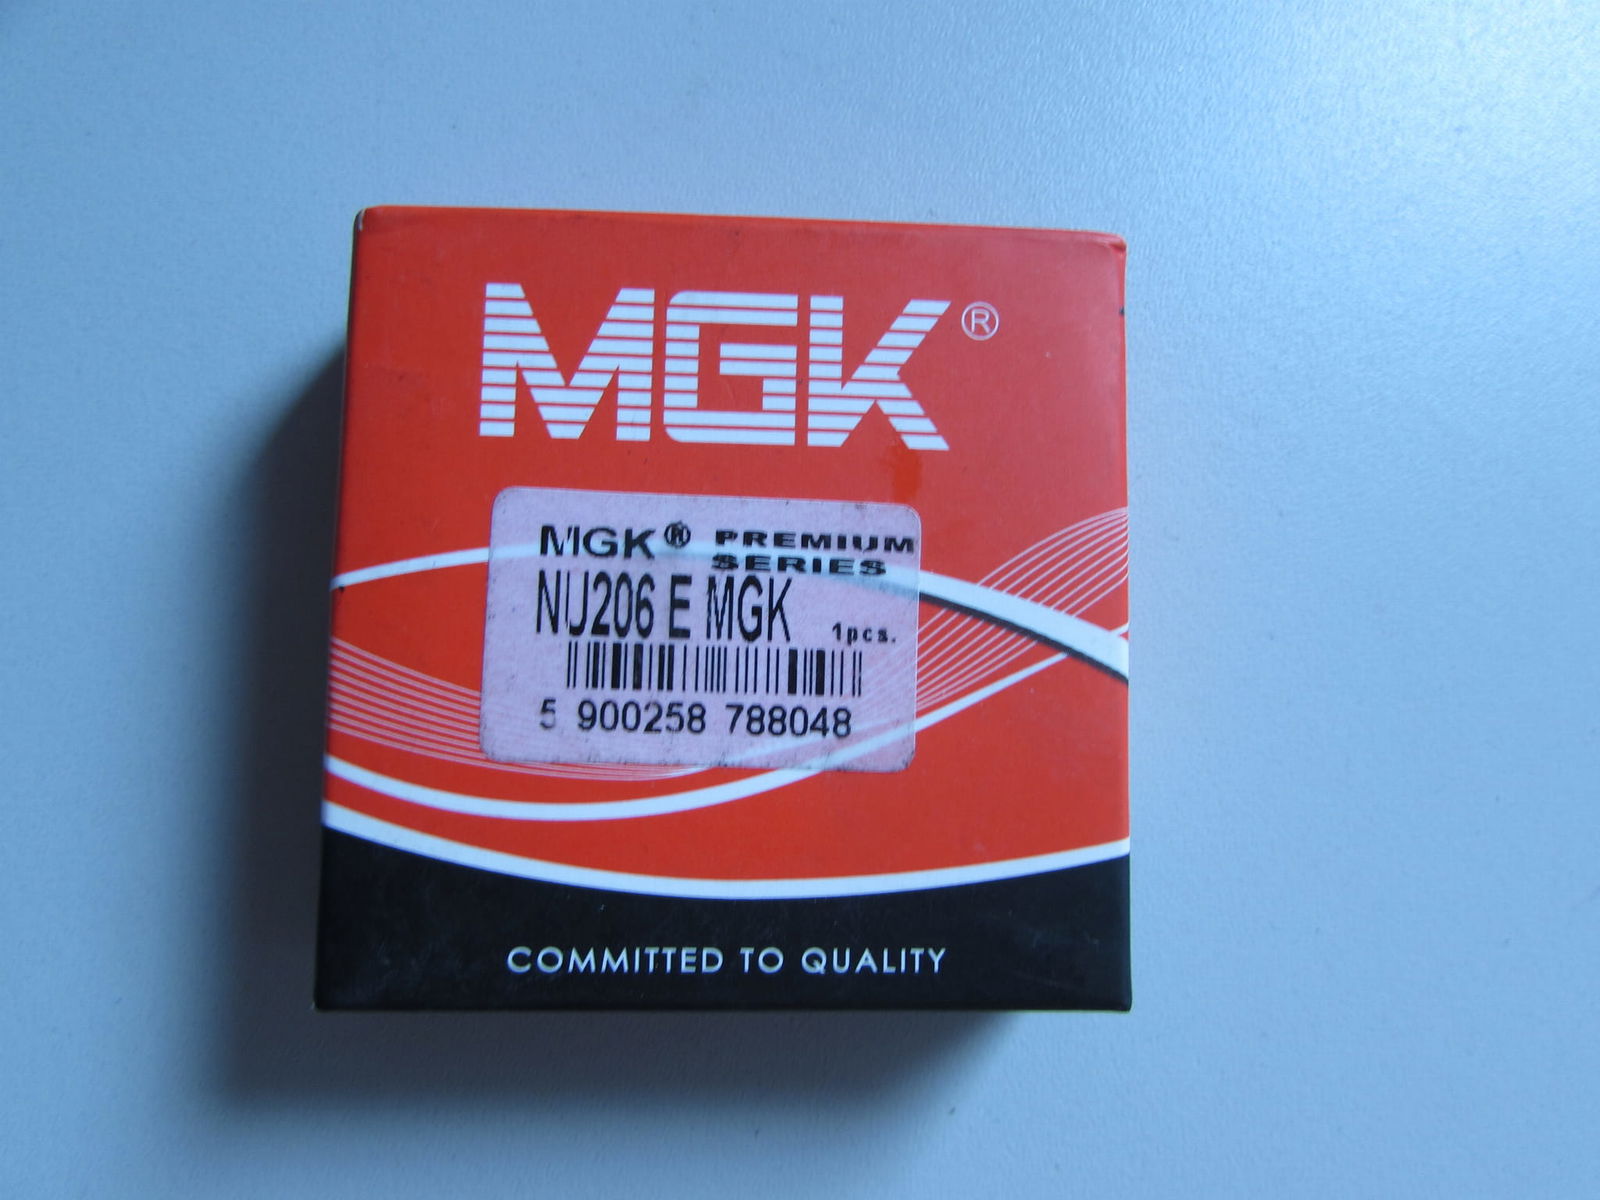 MGK®
MGK® PREMIUM
SERIES
NU206 E MGK
1pcs.
5 900258 788048
COMMITTED TO QUALITY